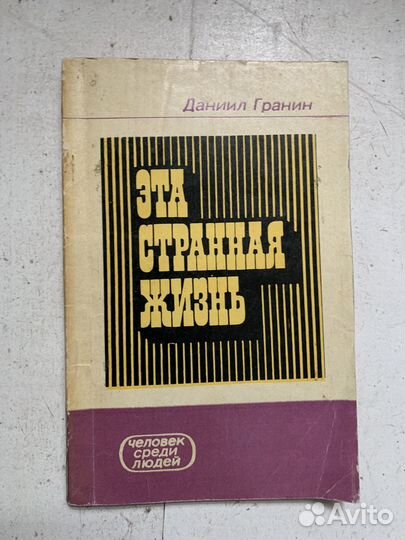 Даниил Гранин
ЭТА
СТРАННАЯ
ЖИЗНЬ
человек
среди
людей
Avito